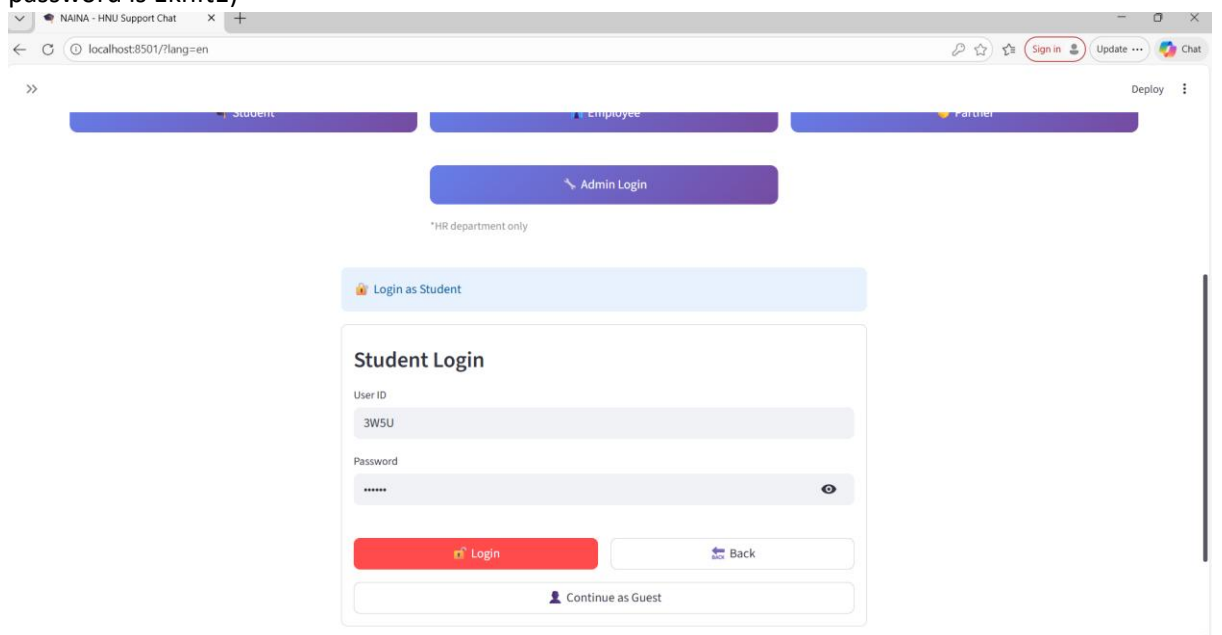 NAINA - HNU Support Chat
localhost:8501/?lang=en
Sign in
Update
Chat
Deploy
Student
Employee
Partner
Admin Login
*HR department only
Login as Student
Student Login
User ID
3W5U
Password
••••••
Login
BACK Back
Continue as Guest